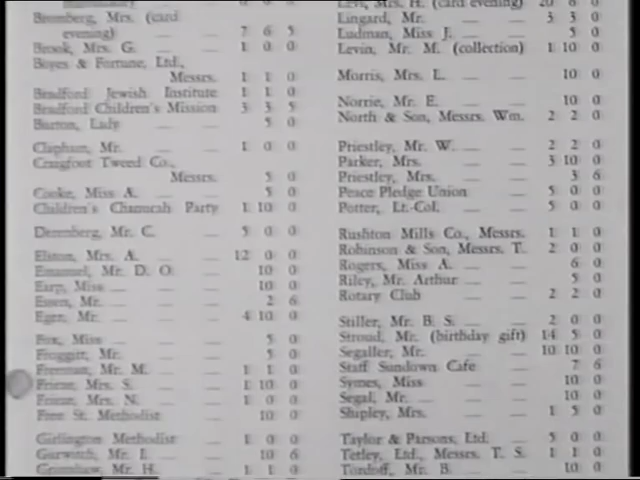 Bromberg, Mrs. (card
evening) 7 6 5
Brook, Mrs. G. 1 0 0
Boyes & Fortune, Ltd.,
Messrs. 1 1 0
Bradford Jewish Institute 1 1 0
Bradford Children's Mission 3 3 5
Burton, Lady 5 0
Clapham, Mr. 1 0 0
Craigfoot Tweed Co.,
Messrs. 5 0
Cooke, Miss A. 5 0
Children's Chanucah Party 1 10 0
Derenberg, Mr. C. 5 0 0
Elston, Mrs. A. 12 0 0
Emanuel, Mr. D. O. 10 0
Earp, Miss 10 0
Essen, Mr. 2 6
Eger, Mr. 4 10 0
Fox, Miss 5 0
Froggatt, Mr. 5 0
Freeman, Mr. M. 1 1 0
Frieze, Mrs. S. 1 10 0
Frieze, Mrs. N. 1 0 0
Free St. Methodist 10 0
Girlington Methodist 1 0 0
Gurwitch, Mr. I. 10 6
Mr. H. 1 1 0
Levi, Mrs. H. (card evening) 20 6 0
Lingard, Mr. 3 3 0
Ludman, Miss J. 5 0
Levin, Mr. M. (collection) 1 10 0
Morris, Mrs. L. 10 0
Norrie, Mr. E. 10 0
North & Son, Messrs. Wm. 2 2 0
Priestley, Mr. W. 2 2 0
Parker, Mrs. 3 10 0
Priestley, Mrs. 3 6
Peace Pledge Union 5 0 0
Potter, Lt.-Col. 5 0 0
Rushton Mills Co., Messrs. 1 1 0
Robinson & Son, Messrs. T. 2 0 0
Rogers, Miss A. 6 0
Riley, Mr. Arthur 5 0
Rotary Club 2 2 0
Stiller, Mr. B. S. 2 0 0
Stroud, Mr. (birthday gift) 14 5 0
Segaller, Mr. 10 10 0
Staff Sundown Cafe 7 6
Symes, Miss 10 0
Segal, Mr. 10 0
Shipley, Mrs. 1 5 0
Taylor & Parsons, Ltd. 5 0 0
Tetley, Ltd., Messrs. T. S. 1 1 0
Tordoff, Mr. B. 10 0